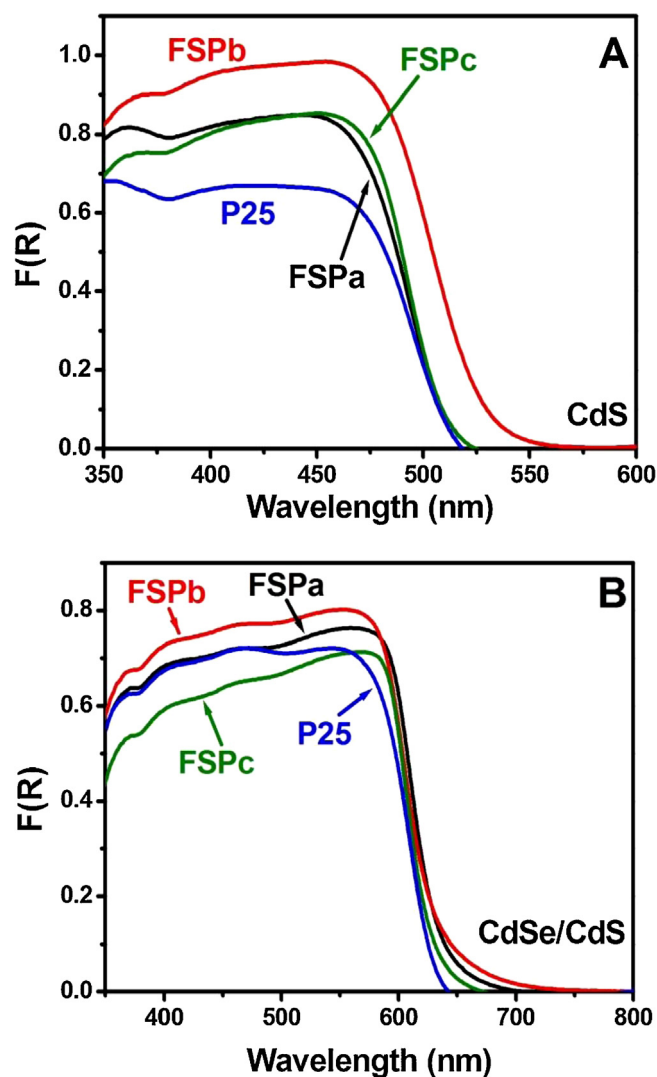 A
FSPb
FSPc
P25
FSPa
CdS
F(R)
1.0
0.8
0.6
0.4
0.2
0.0
350 400 450 500 550 600
Wavelength (nm)
B
FSPb
FSPa
P25
FSPc
CdSe/CdS
F(R)
0.8
0.6
0.4
0.2
0.0
400 500 600 700 800
Wavelength (nm)